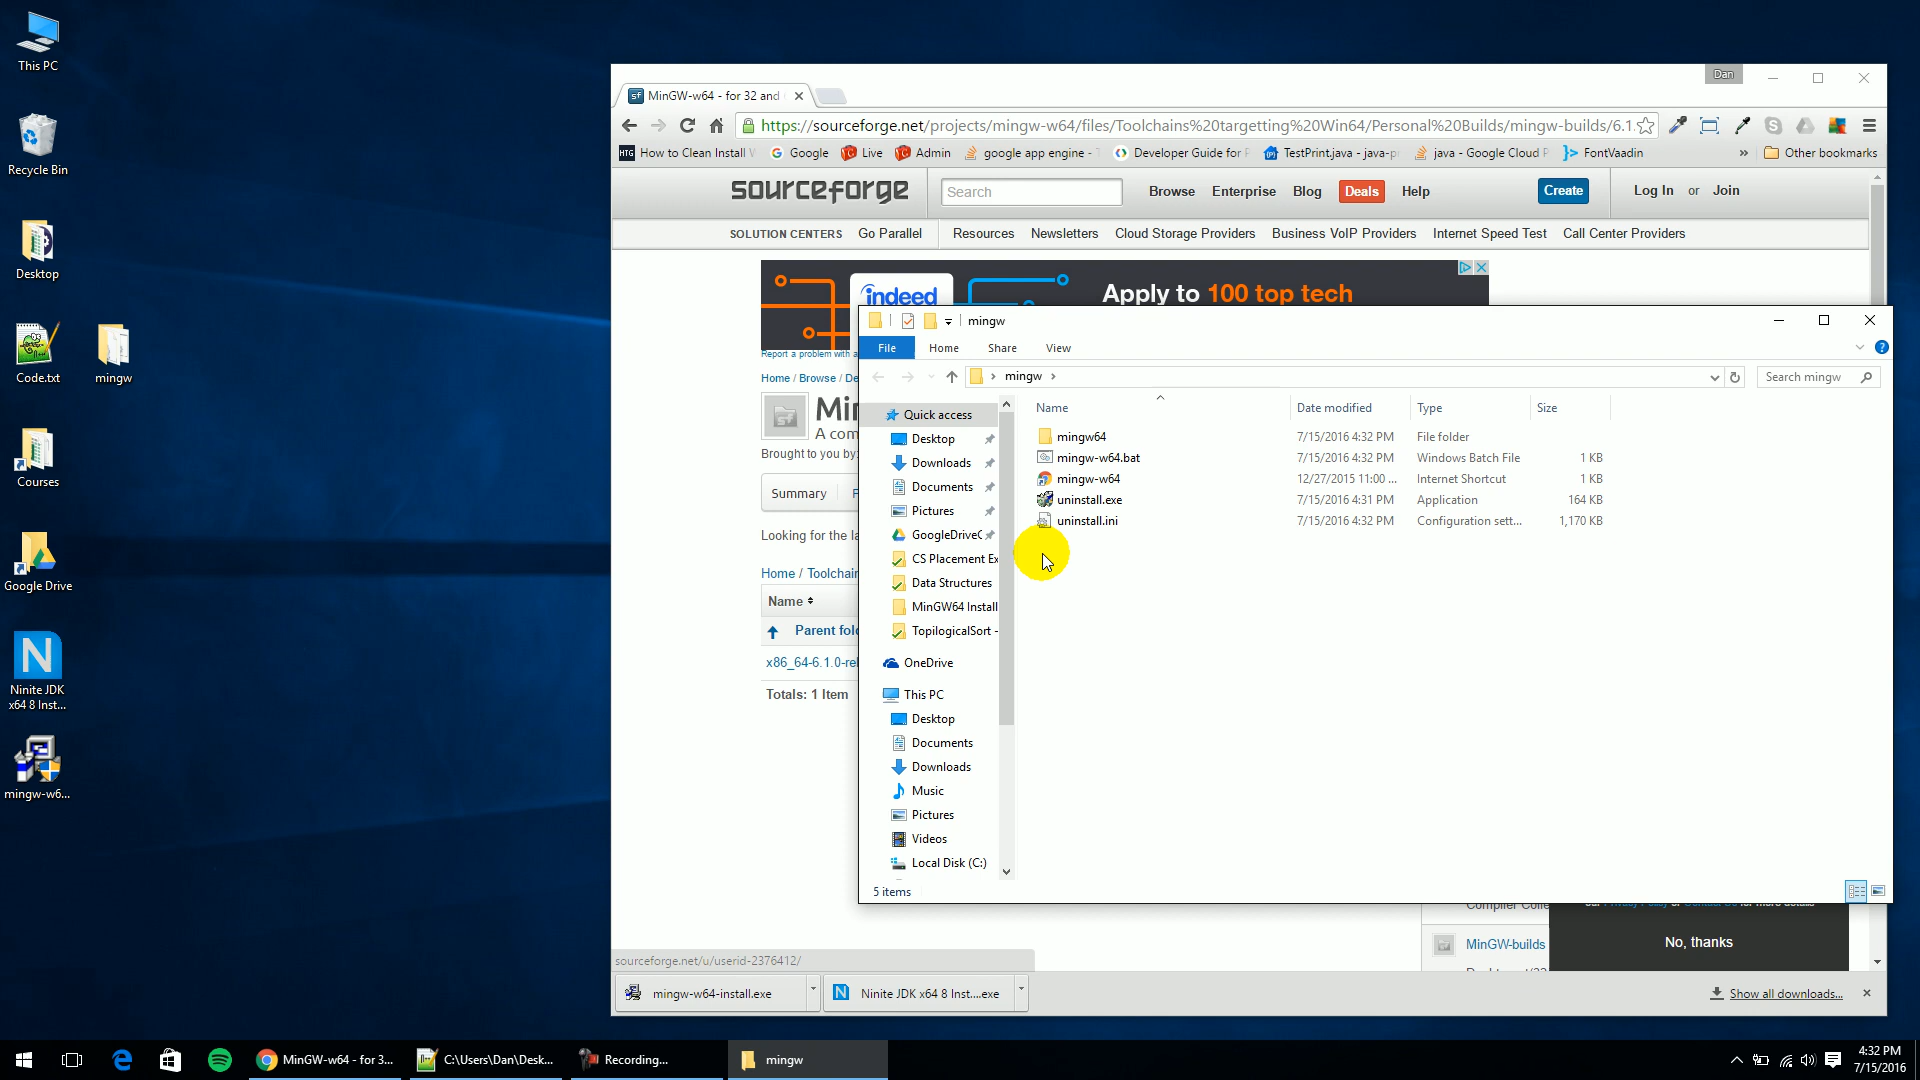 This PC
Recycle Bin
Desktop
Code.txt
mingw
Courses
Google Drive
Ninite JDK
x64 8 Inst...
mingw-w6...
Dan
MinGW-w64 - for 32 and
https://sourceforge.net/projects/mingw-w64/files/Toolchains%20targetting%20Win64/Personal%20Builds/mingw-builds/6.1.
HTG How to Clean Install
Google
Live
Admin
google app engine -
Developer Guide for
TestPrint.java - java-p
java - Google Cloud P
FontVaadin
» Other bookmarks
sourceforge
Search
Browse
Enterprise
Blog
Deals
Help
Create
Log In or Join
SOLUTION CENTERS
Go Parallel
Resources
Newsletters
Cloud Storage Providers
Business VoIP Providers
Internet Speed Test
Call Center Providers
indeed
Apply to 100 top tech
Report a problem with a
Home / Browse / De
Mi
A com
Brought to you by:
Summary
F
Looking for the la
Home / Toolchain
Name
Parent fol
x86_64-6.1.0-rel
Totals: 1 Item
mingw
File
Home
Share
View
mingw
Search mingw
Quick access
Desktop
Downloads
Documents
Pictures
GoogleDriveC
CS Placement Ex
Data Structures
MinGW64 Install
TopilogicalSort -
OneDrive
This PC
Desktop
Documents
Downloads
Music
Pictures
Videos
Local Disk (C:)
Name Date modified Type Size
mingw64 7/15/2016 4:32 PM File folder
mingw-w64.bat 7/15/2016 4:32 PM Windows Batch File 1 KB
mingw-w64 12/27/2015 11:00 ... Internet Shortcut 1 KB
uninstall.exe 7/15/2016 4:31 PM Application 164 KB
uninstall.ini 7/15/2016 4:32 PM Configuration sett... 1,170 KB
5 items
MinGW-builds
No, thanks
sourceforge.net/u/userid-2376412/
mingw-w64-install.exe
Ninite JDK x64 8 Inst....exe
Show all downloads...
MinGW-w64 - for 3...
C:\Users\Dan\Desk...
Recording...
mingw
4:32 PM
7/15/2016